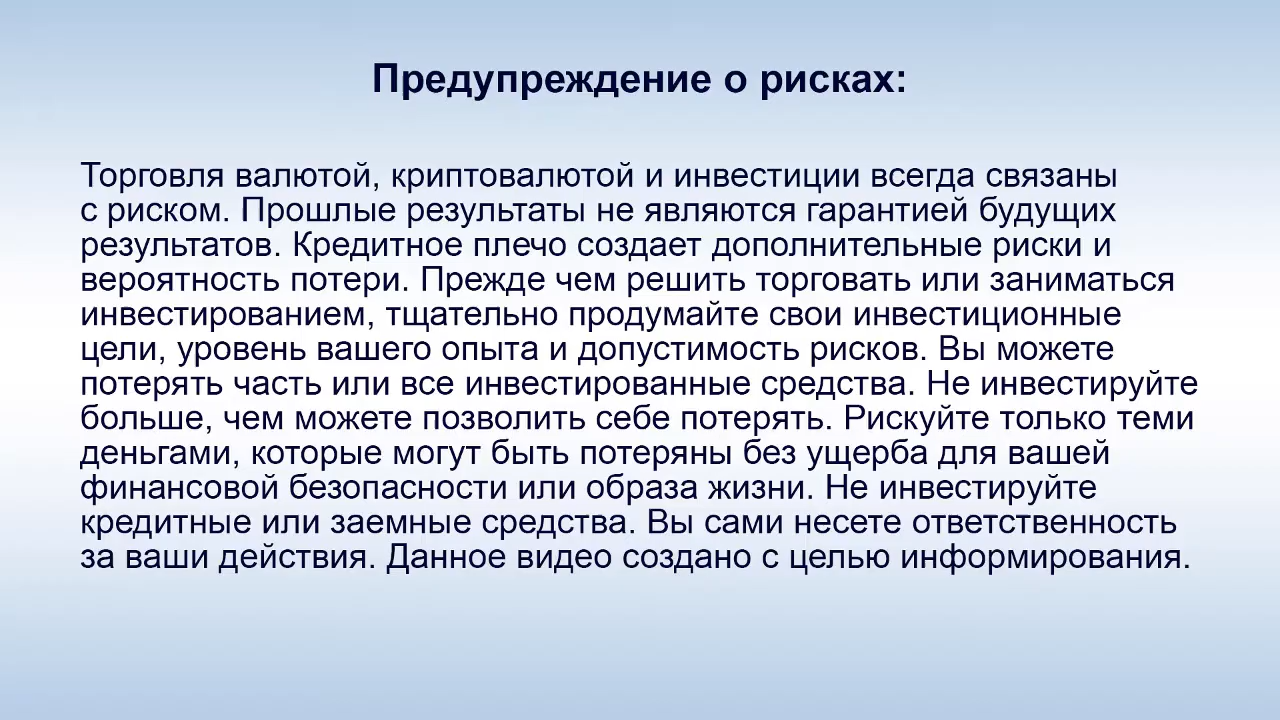 Предупреждение о рисках:
Торговля валютой, криптовалютой и инвестиции всегда связаны
с риском. Прошлые результаты не являются гарантией будущих
результатов. Кредитное плечо создает дополнительные риски и
вероятность потери. Прежде чем решить торговать или заниматься
инвестированием, тщательно продумайте свои инвестиционные
цели, уровень вашего опыта и допустимость рисков. Вы можете
потерять часть или все инвестированные средства. Не инвестируйте
больше, чем можете позволить себе потерять. Рискуйте только теми
деньгами, которые могут быть потеряны без ущерба для вашей
финансовой безопасности или образа жизни. Не инвестируйте
кредитные или заемные средства. Вы сами несете ответственность
за ваши действия. Данное видео создано с целью информирования.